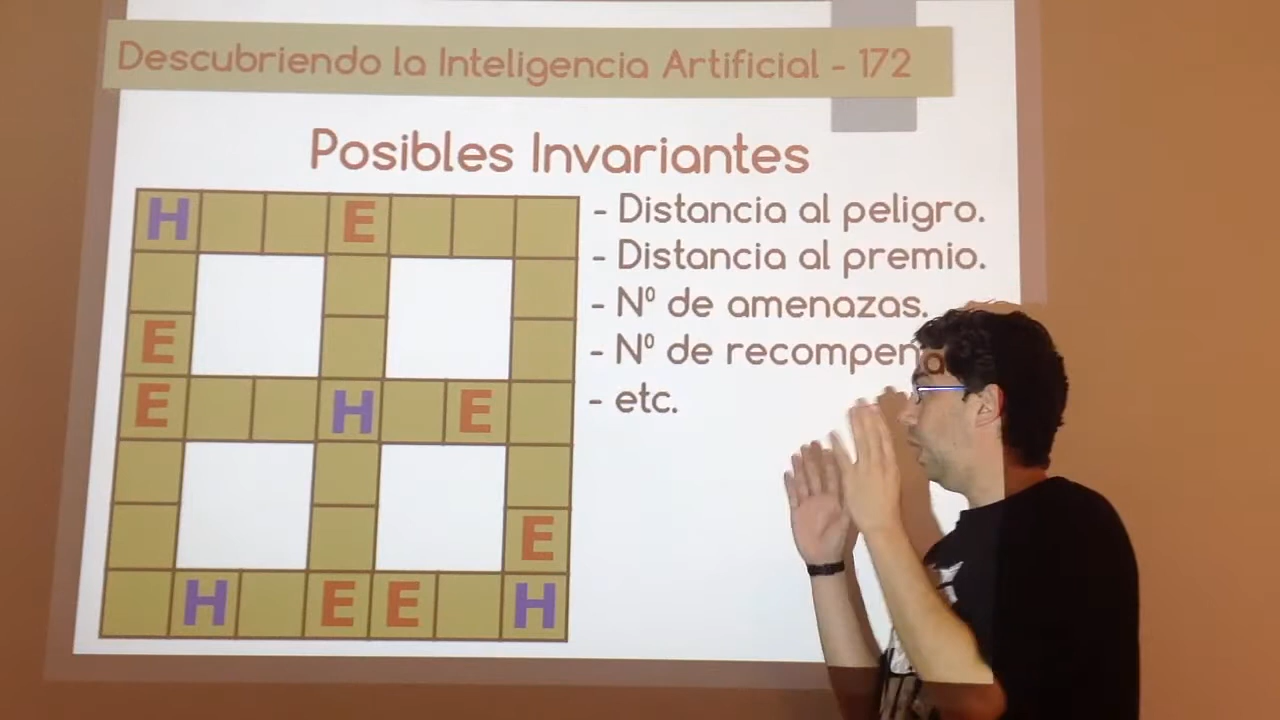 Descubriendo la Inteligencia Artificial - 172
Posibles Invariantes
H E
E
E H E
E
H E E H
- Distancia al peligro.
- Distancia al premio.
- Nº de amenazas.
- Nº de
- etc.